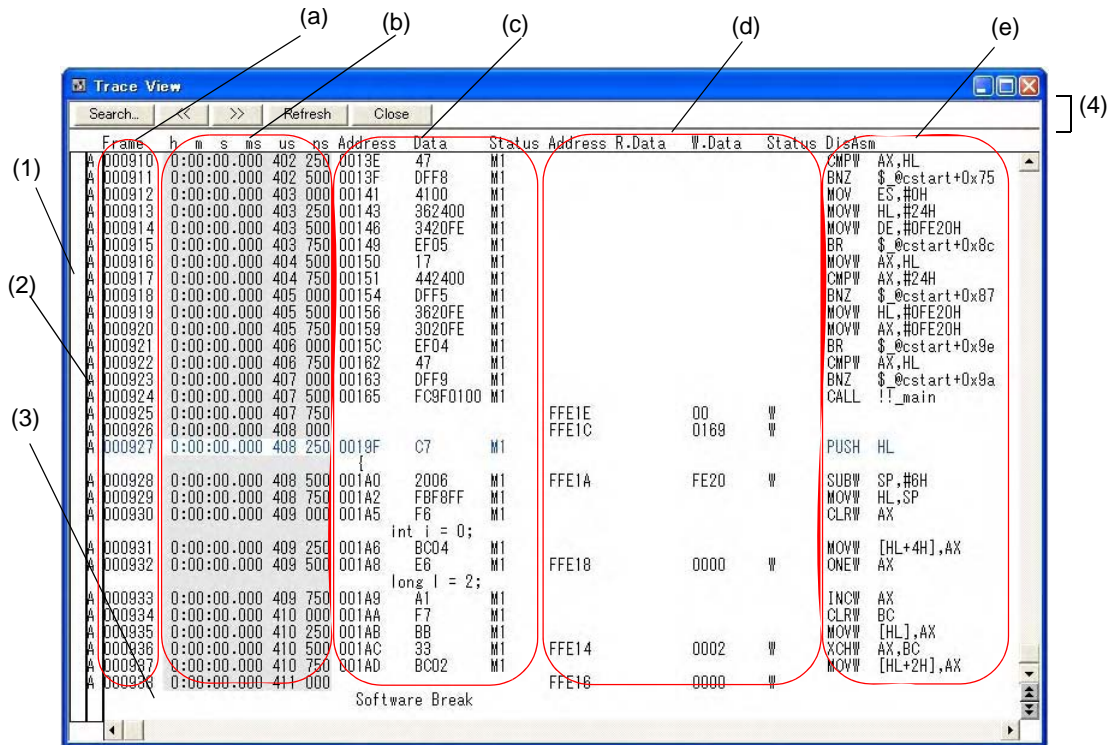 (a) (b) (c) (d) (e)
Trace View
(4)
Search... << >> Refresh Close
Frame h m s ms us ns Address Data Status Address R.Data W.Data Status DisAsm
(1)
A 000910 0:00:00.000 402 250 0013E 47 M1 CMPW AX,HL
A 000911 0:00:00.000 402 500 0013F DFF8 M1 BNZ $_@cstart+0x75
A 000912 0:00:00.000 403 000 00141 4100 M1 MOV ES,#0H
A 000913 0:00:00.000 403 250 00143 362400 M1 MOVW HL,#24H
A 000914 0:00:00.000 403 500 00146 3420FE M1 MOVW DE,#0FE20H
A 000915 0:00:00.000 403 750 00149 EF05 M1 BR $_@cstart+0x8c
A 000916 0:00:00.000 404 500 00150 17 M1 MOVW AX,HL
A 000917 0:00:00.000 404 750 00151 442400 M1 CMPW AX,#24H
(2)
A 000918 0:00:00.000 405 000 00154 DFF5 M1 BNZ $_@cstart+0x87
A 000919 0:00:00.000 405 500 00156 3620FE M1 MOVW HL,#0FE20H
A 000920 0:00:00.000 405 750 00159 3020FE M1 MOVW AX,#0FE20H
A 000921 0:00:00.000 406 000 0015C EF04 M1 BR $_@cstart+0x9e
A 000922 0:00:00.000 406 750 00162 47 M1 CMPW AX,HL
A 000923 0:00:00.000 407 000 00163 DFF9 M1 BNZ $_@cstart+0x9a
A 000924 0:00:00.000 407 500 00165 FC9F0100 M1 CALL !!_main
(3)
A 000925 0:00:00.000 407 750 FFE1E 00 W
A 000926 0:00:00.000 408 000 FFE1C 0169 W
A 000927 0:00:00.000 408 250 0019F C7 M1 PUSH HL
{
A 000928 0:00:00.000 408 500 001A0 2006 M1 FFE1A FE20 W SUBW SP,#6H
A 000929 0:00:00.000 408 750 001A2 FBF8FF M1 MOVW HL,SP
A 000930 0:00:00.000 409 000 001A5 F6 M1 CLRW AX
int i = 0;
A 000931 0:00:00.000 409 250 001A6 BC04 M1 MOVW [HL+4H],AX
A 000932 0:00:00.000 409 500 001A8 E6 M1 FFE18 0000 W ONEW AX
long l = 2;
A 000933 0:00:00.000 409 750 001A9 A1 M1 INCW AX
A 000934 0:00:00.000 410 000 001AA F7 M1 CLRW BC
A 000935 0:00:00.000 410 250 001AB BB M1 MOVW [HL],AX
A 000936 0:00:00.000 410 500 001AC 33 M1 FFE14 0002 W XCHW AX,BC
A 000937 0:00:00.000 410 750 001AD BC02 M1 MOVW [HL+2H],AX
A 000938 0:00:00.000 411 000 FFE16 0000 W
Software Break